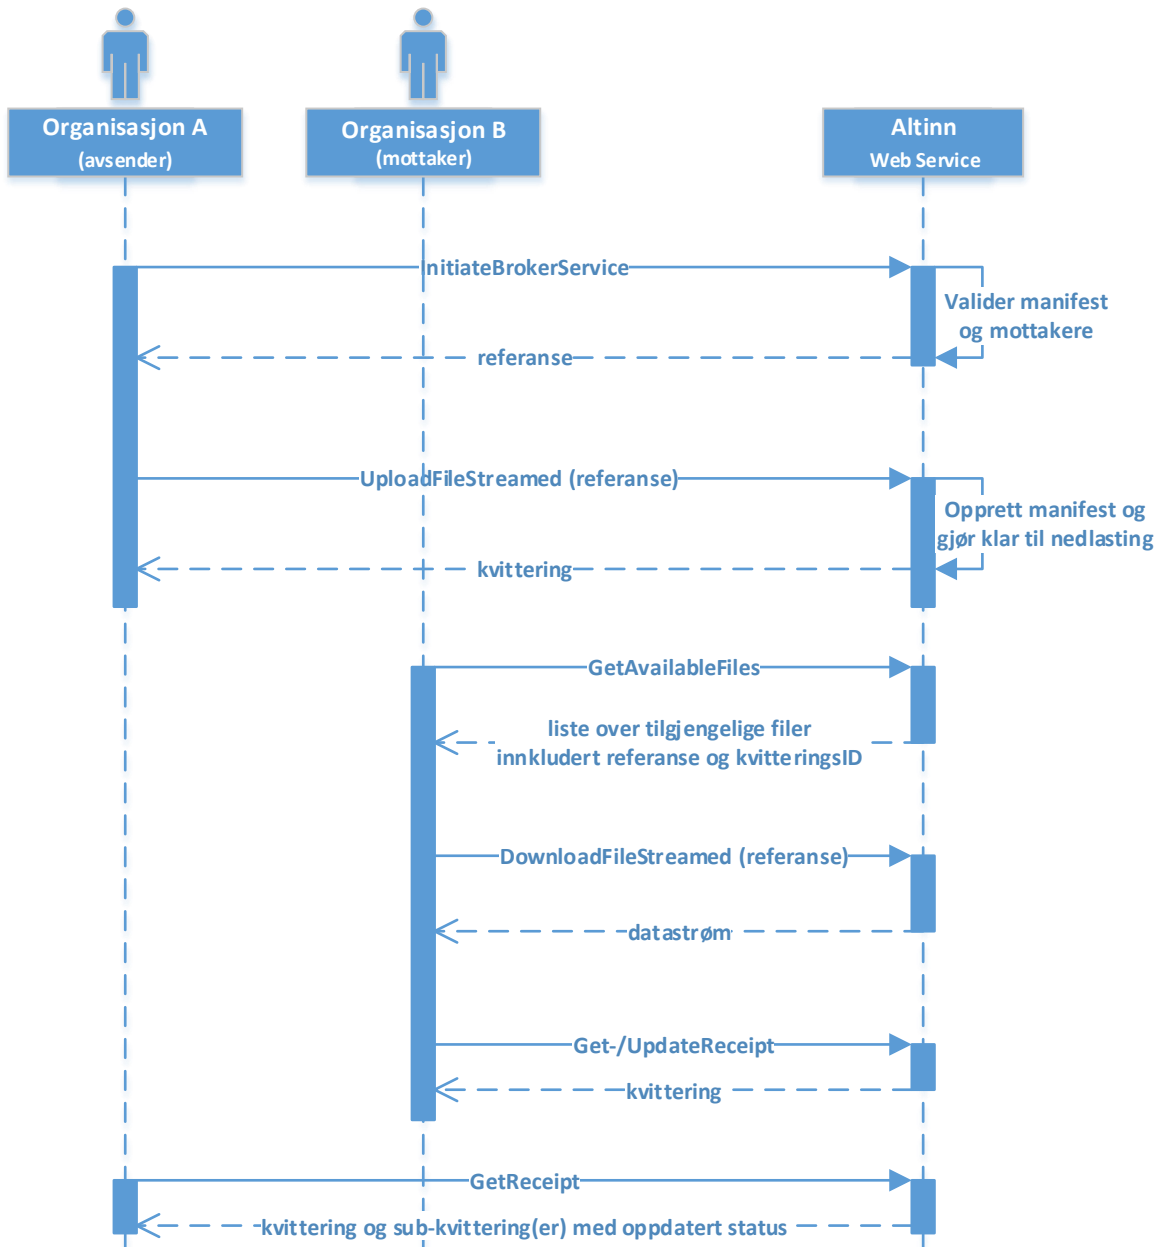 Organisasjon A
(avsender)
Organisasjon B
(mottaker)
Altinn
Web Service
InitiateBrokerService
Valider manifest
og mottakere
referanse
UploadFileStreamed (referanse)
Opprett manifest og
gjør klar til nedlasting
kvittering
GetAvailableFiles
liste over tilgjengelige filer
innkludert referanse og kvitteringsID
DownloadFileStreamed (referanse)
datastrøm
Get-/UpdateReceipt
kvittering
GetReceipt
kvittering og sub-kvittering(er) med oppdatert status